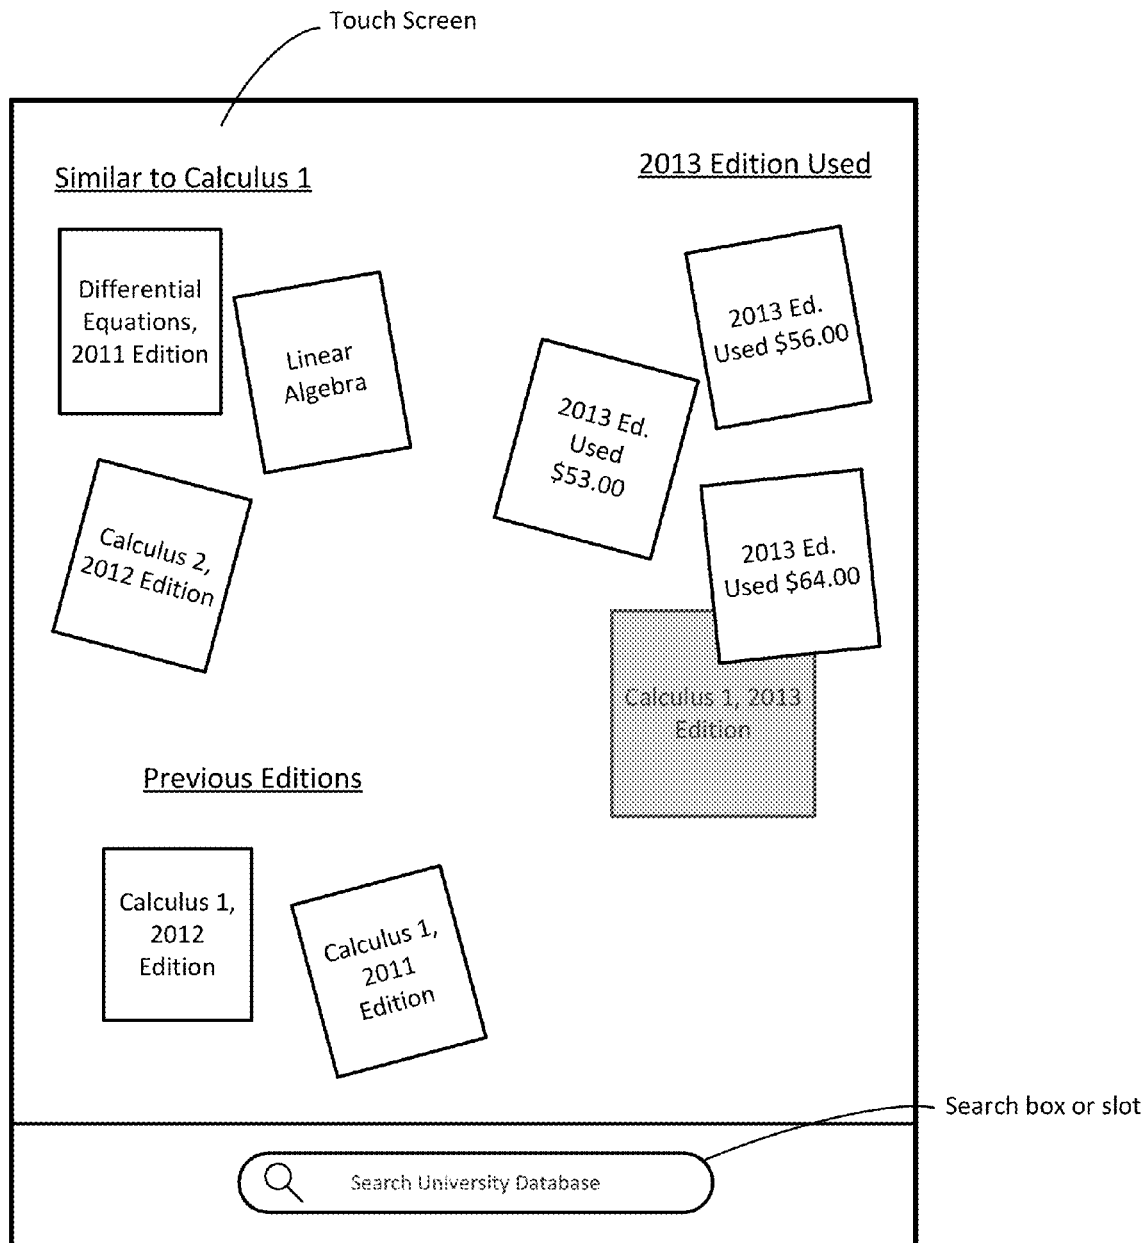 Touch Screen
Similar to Calculus 1
2013 Edition Used
Differential
Equations,
2011 Edition
Linear
Algebra
2013 Ed.
Used $56.00
2013 Ed.
Used
$53.00
Calculus 2,
2012 Edition
2013 Ed.
Used $64.00
Calculus 1, 2013
Edition
Previous Editions
Calculus 1,
2012
Edition
Calculus 1,
2011
Edition
Search box or slot
Search University Database